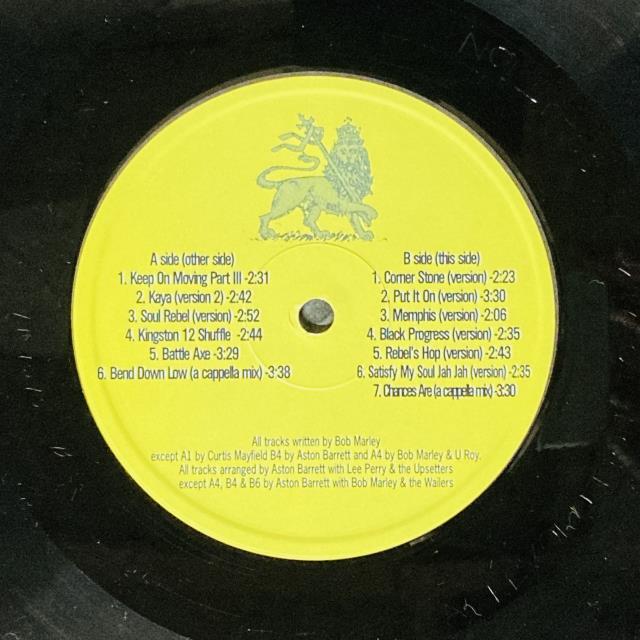 A side (other side)
1. Keep On Moving Part III -2:31
2. Kaya (version 2) -2:42
3. Soul Rebel (version) -2:52
4. Kingston 12 Shuffle -2:44
5. Battle Axe -3:29
6. Bend Down Low (a cappella mix) -3:38
B side (this side)
1. Corner Stone (version) -2:23
2. Put It On (version) -3:30
3. Memphis (version) -2:06
4. Black Progress (version) -2:35
5. Rebel's Hop (version) -2:43
6. Satisfy My Soul Jah Jah (version) -2:35
7. Chances Are (a cappella mix) -3:30
All tracks written by Bob Marley
except A1 by Curtis Mayfield B4 by Aston Barrett and A4 by Bob Marley & U Roy.
All tracks arranged by Aston Barrett with Lee Perry & the Upsetters
except A4, B4 & B6 by Aston Barrett with Bob Marley & the Wailers